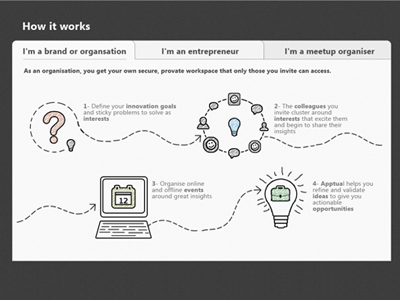 How it works
I'm a brand or organsation
I'm an entrepreneur
I'm a meetup organiser
As an organisation, you get your own secure, provate workspace that only those you invite can access.
1- Define your innovation goals
and sticky problems to solve as
interests
2- The colleagues you
invite cluster around
interests that excite them
and begin to share their
insights
3- Organise online
and offline events
around great insights
12
4- Apptual helps you
refine and validate
ideas to give you
actionable
opportunities